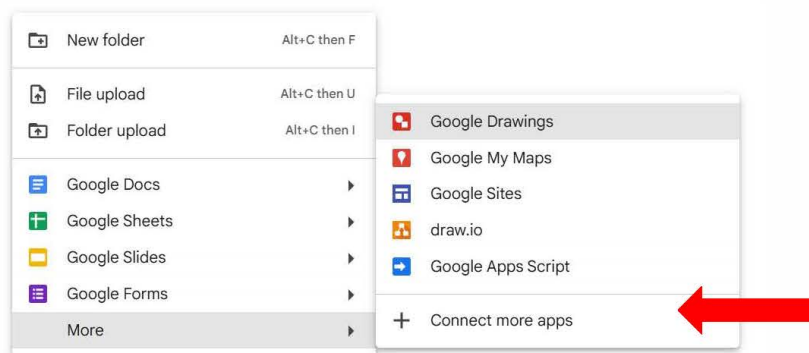 New folder Alt+C then F
File upload Alt+C then U
Folder upload Alt+C then I
Google Docs
Google Sheets
Google Slides
Google Forms
More
Google Drawings
Google My Maps
Google Sites
draw.io
Google Apps Script
Connect more apps